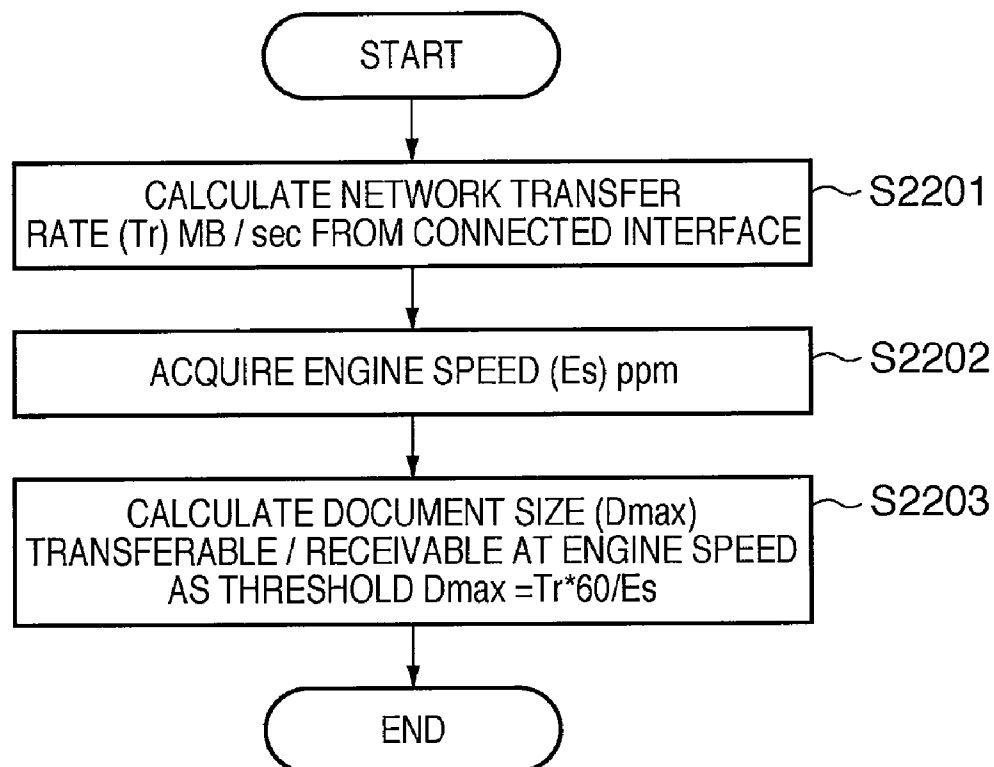 START
CALCULATE NETWORK TRANSFER
RATE (Tr) MB / sec FROM CONNECTED INTERFACE
S2201
ACQUIRE ENGINE SPEED (Es) ppm
S2202
CALCULATE DOCUMENT SIZE (Dmax)
TRANSFERABLE / RECEIVABLE AT ENGINE SPEED
AS THRESHOLD Dmax =Tr*60/Es
S2203
END